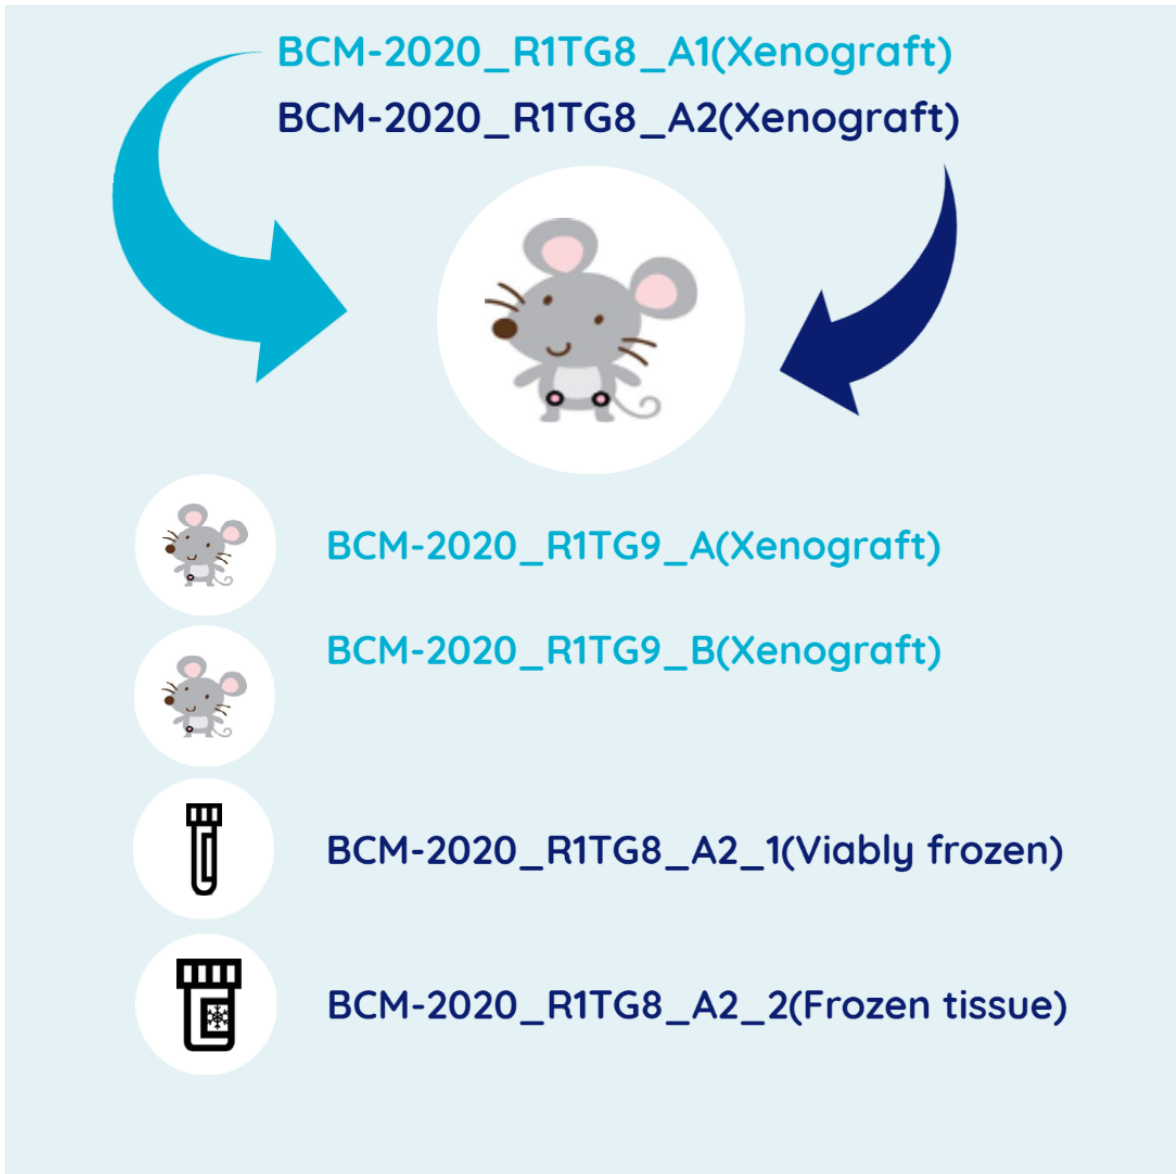 BCM-2020_R1TG8_A1(Xenograft)
BCM-2020_R1TG8_A2(Xenograft)
BCM-2020_R1TG9_A(Xenograft)
BCM-2020_R1TG9_B(Xenograft)
BCM-2020_R1TG8_A2_1(Viably frozen)
BCM-2020_R1TG8_A2_2(Frozen tissue)